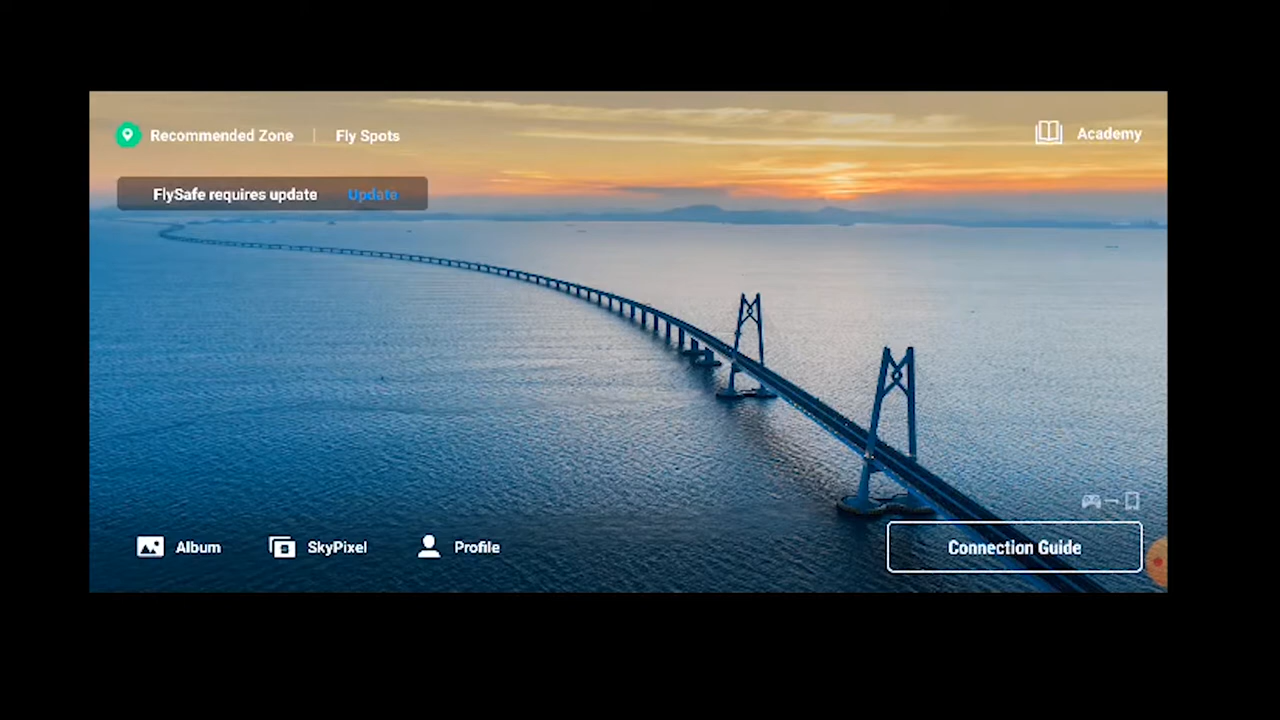 Recommended Zone | Fly Spots
Academy
FlySafe requires update Update
Album SkyPixel Profile
Connection Guide